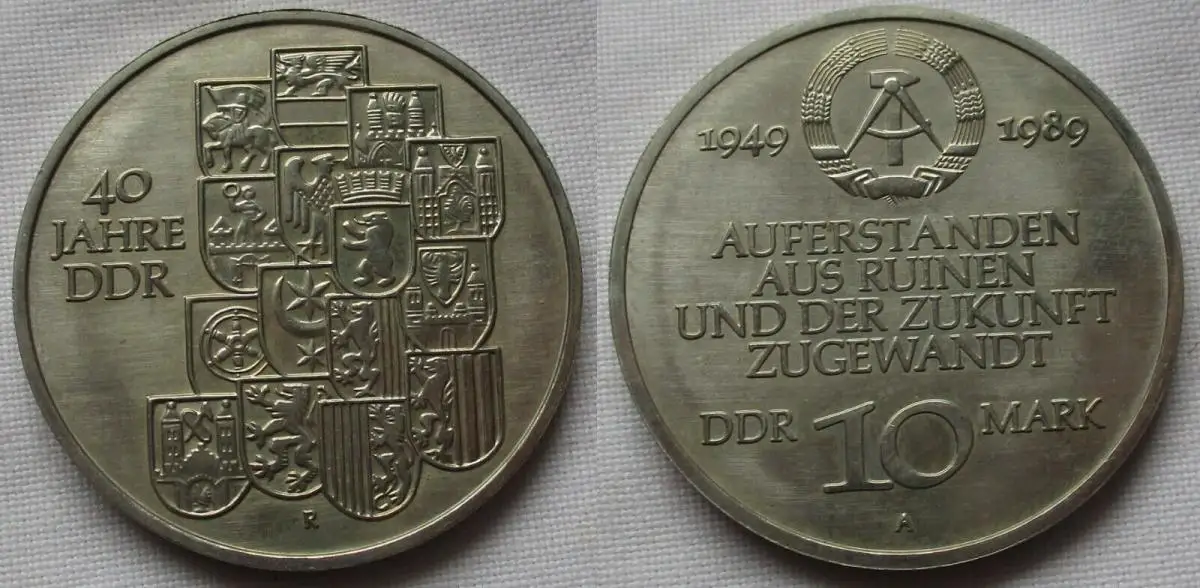 40
JAHRE
DDR
R
1949 1989
AUFERSTANDEN
AUS RUINEN
UND DER ZUKUNFT
ZUGEWANDT
DDR 10 MARK
A